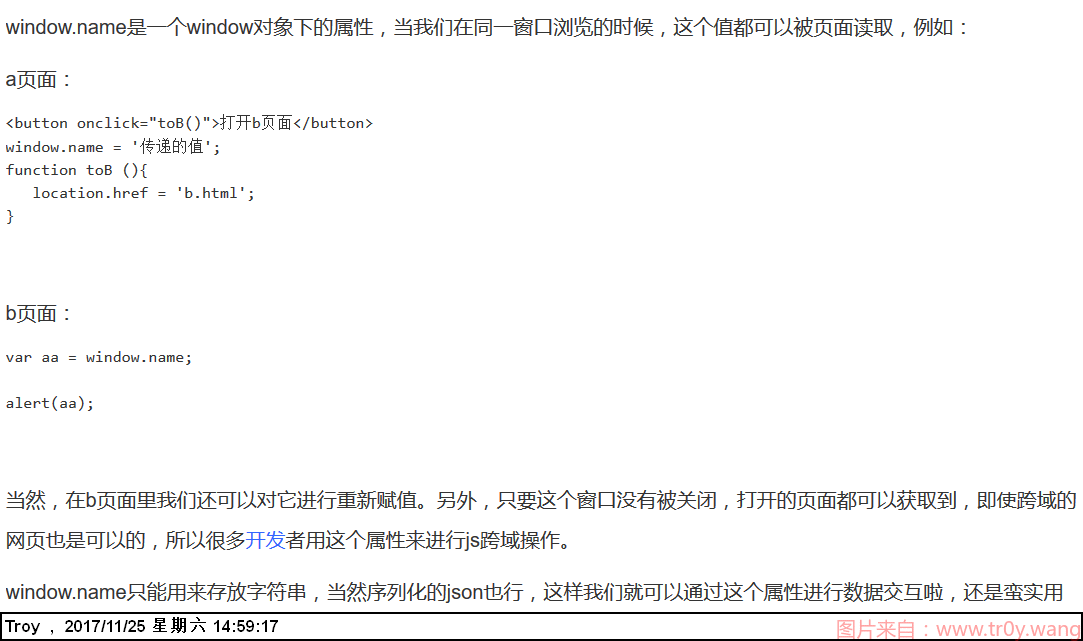 window.name是一个window对象下的属性，当我们在同一窗口浏览的时候，这个值都可以被页面读取，例如：
a页面：
<button onclick="toB()">打开b页面</button>
window.name = '传递的值';
function toB (){
   location.href = 'b.html';
}
b页面：
var aa = window.name;
alert(aa);
当然，在b页面里我们还可以对它进行重新赋值。另外，只要这个窗口没有被关闭，打开的页面都可以获取到，即使跨域的
网页也是可以的，所以很多开发者用这个属性来进行js跨域操作。
window.name只能用来存放字符串，当然序列化的json也行，这样我们就可以通过这个属性进行数据交互啦，还是蛮实用
Troy ，2017/11/25 星期六 14:59:17
图片来自：www.tr0y.wang